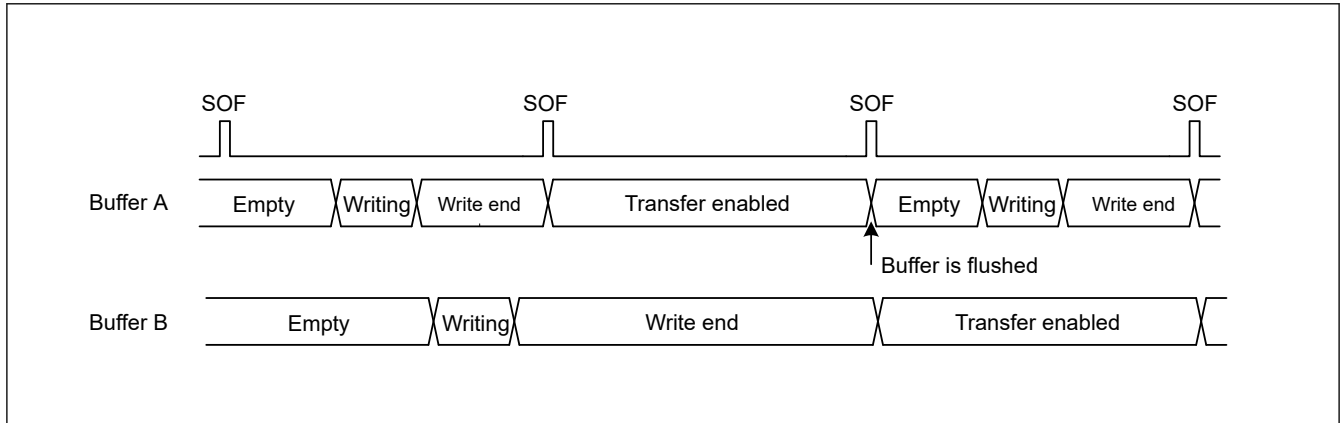 SOF SOF SOF SOF
Buffer A Empty Writing Write end Transfer enabled Empty Writing Write end
Buffer is flushed
Buffer B Empty Writing Write end Transfer enabled